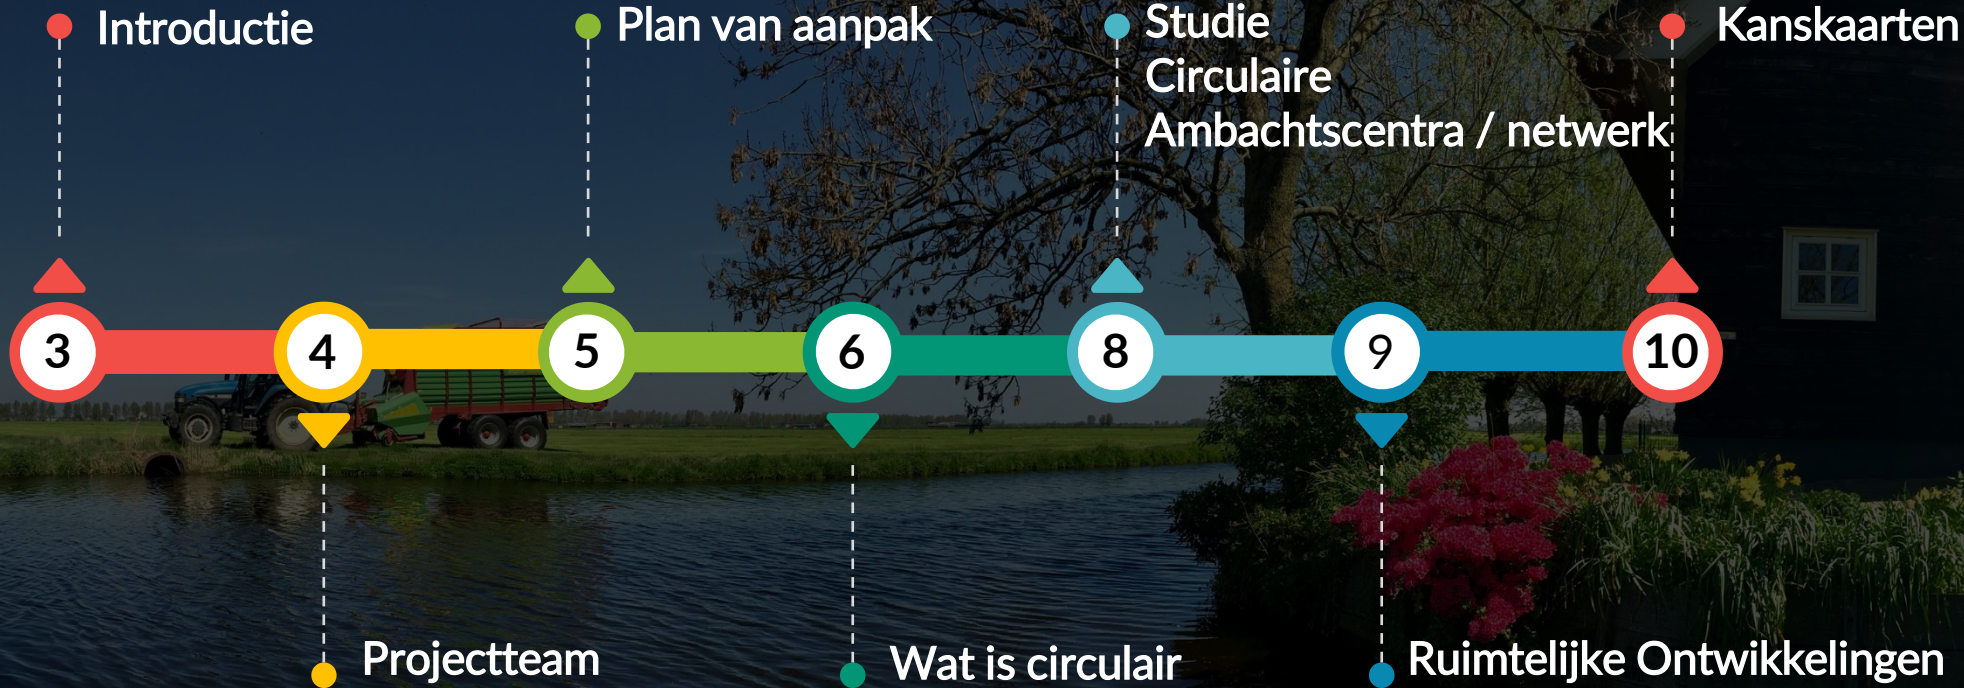 Introductie
Plan van aanpak
Studie
Circulaire
Ambachtscentra / netwerk
Kanskaarten
3
4
5
6
8
9
10
Projectteam
Wat is circulair
Ruimtelijke Ontwikkelingen